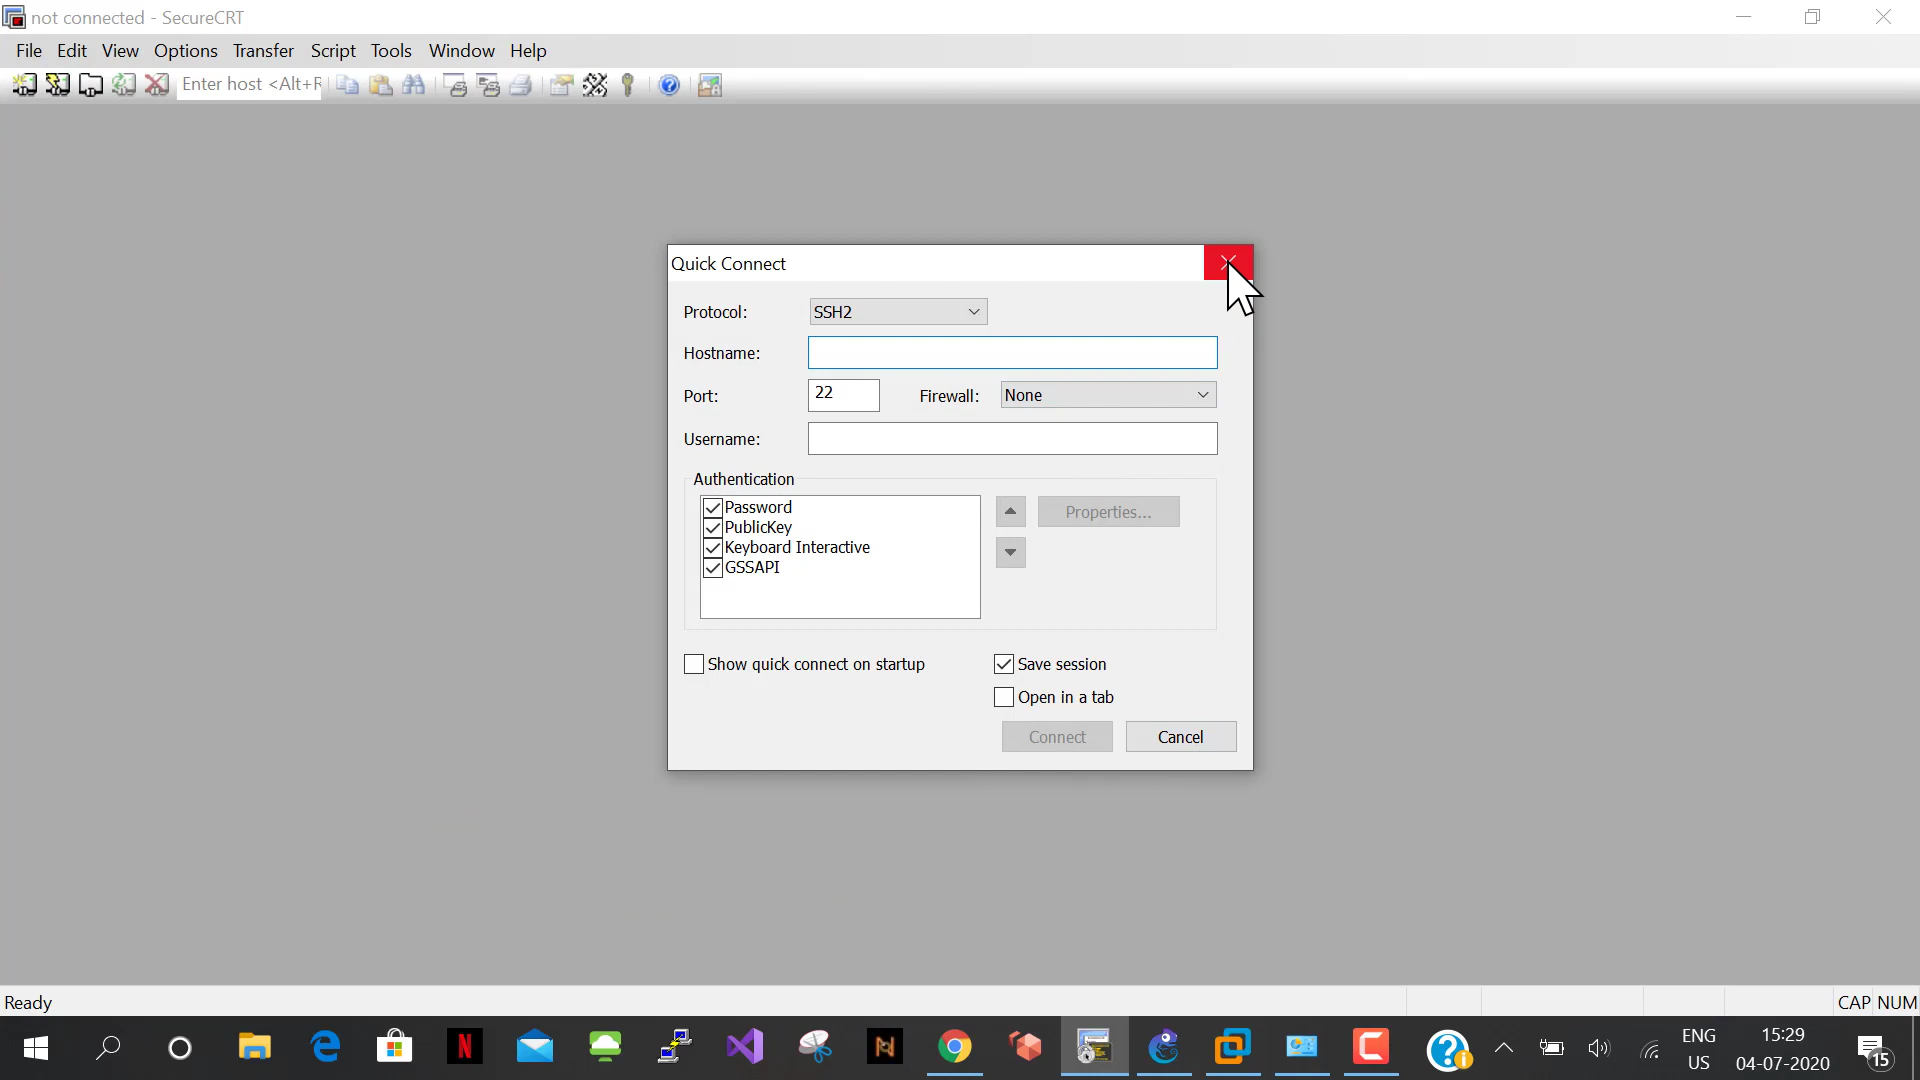 not connected - SecureCRT
File Edit View Options Transfer Script Tools Window Help
Enter host <Alt+R
Quick Connect
Protocol: SSH2
Hostname:
Port: 22 Firewall: None
Username:
Authentication
Password
PublicKey
Keyboard Interactive
GSSAPI
Properties...
Show quick connect on startup
Save session
Open in a tab
Connect Cancel
Ready
CAP NUM
ENG
US
15:29
04-07-2020
15